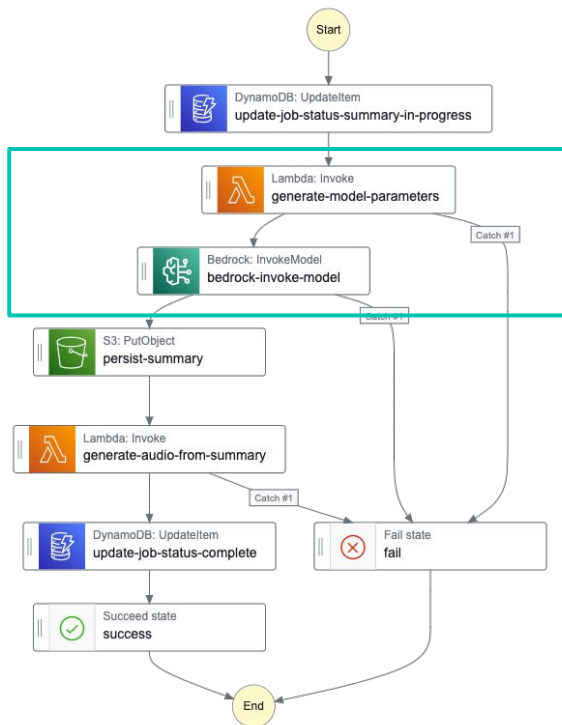 Start
DynamoDB: UpdateItem
update-job-status-summary-in-progress
Lambda: Invoke
generate-model-parameters
Catch #1
Bedrock: InvokeModel
bedrock-invoke-model
Catch #1
S3: PutObject
persist-summary
Lambda: Invoke
generate-audio-from-summary
Catch #1
DynamoDB: UpdateItem
update-job-status-complete
Fail state
fail
Succeed state
success
End